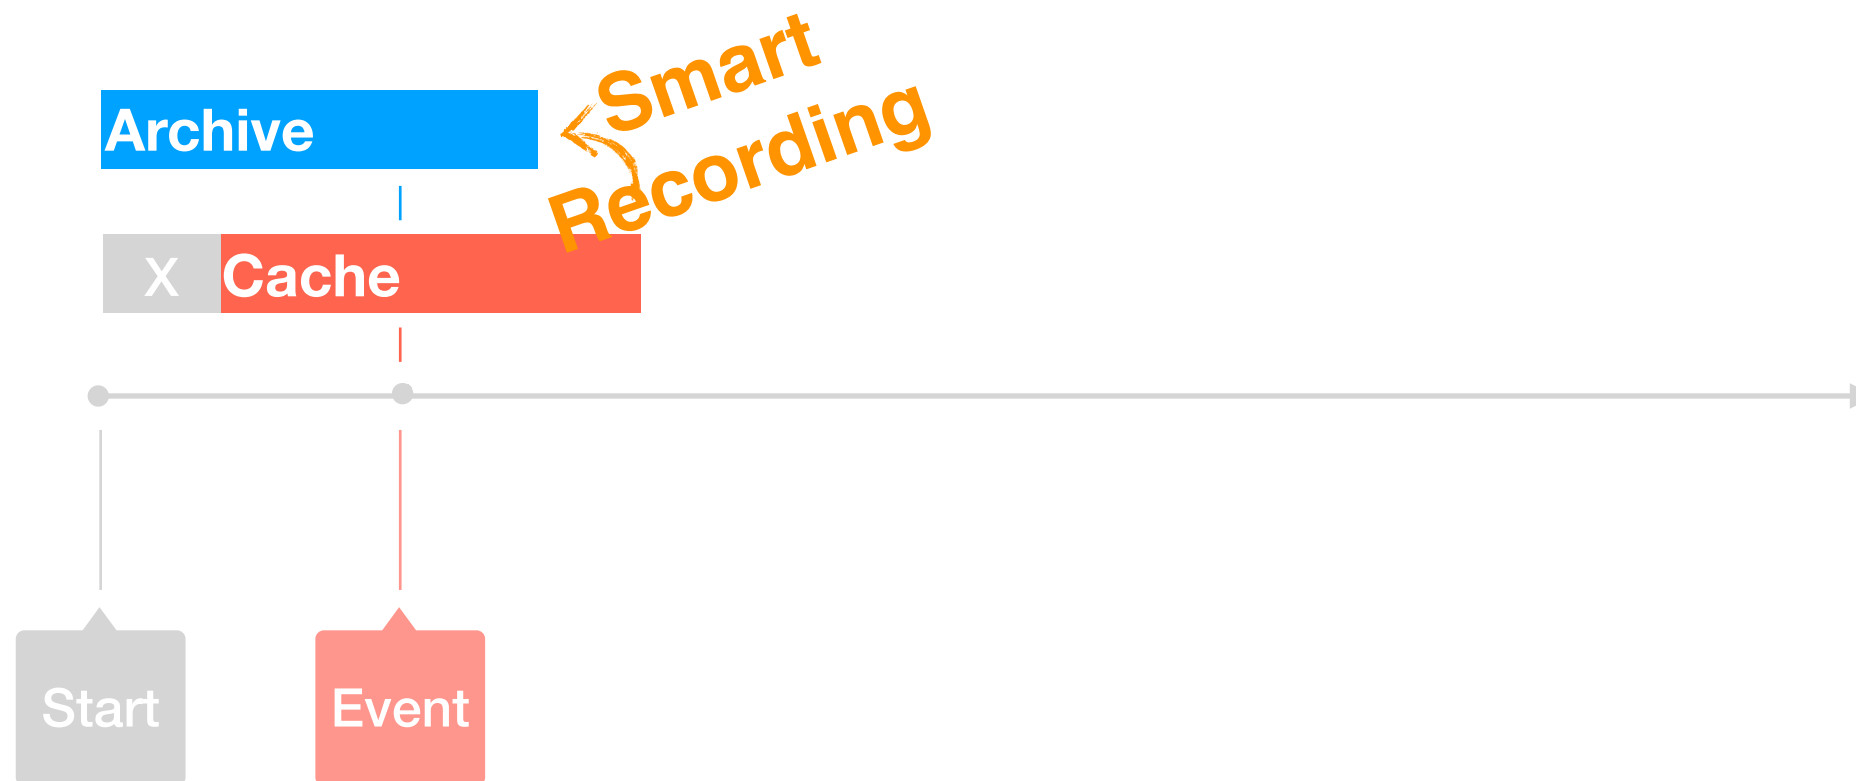 Smart
Recording
Archive
X
Cache
Start
Event